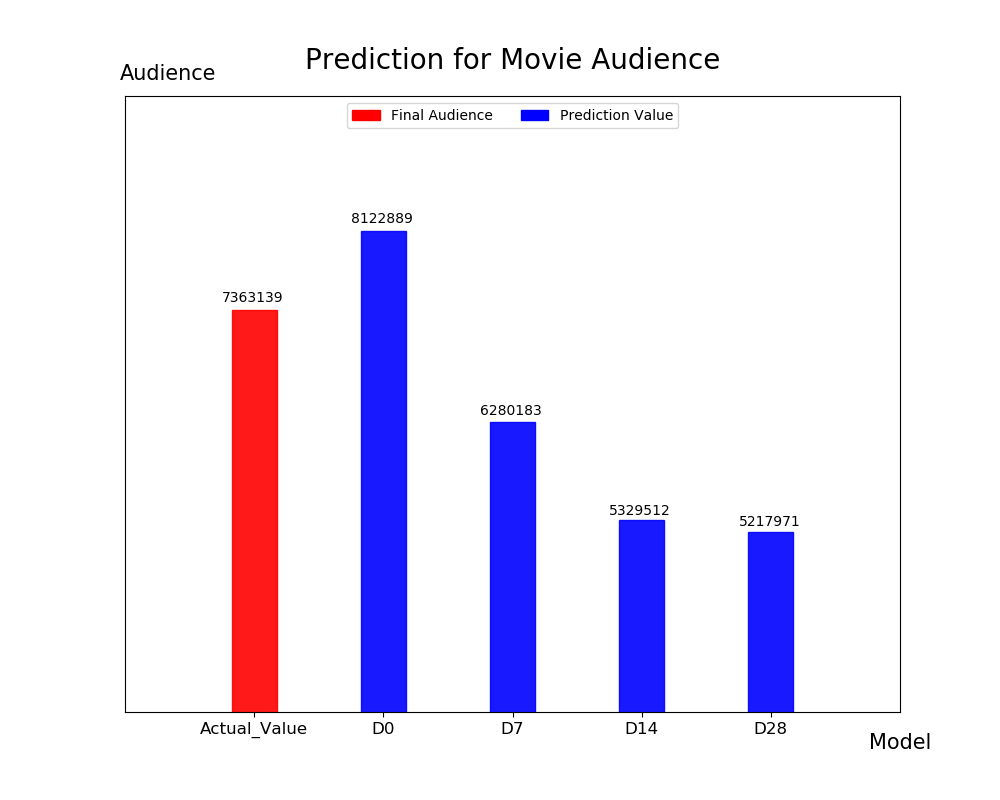 Prediction for Movie Audience
Audience
Final Audience Prediction Value
8122889
7363139
6280183
5329512
5217971
Actual_Value D0 D7 D14 D28
Model